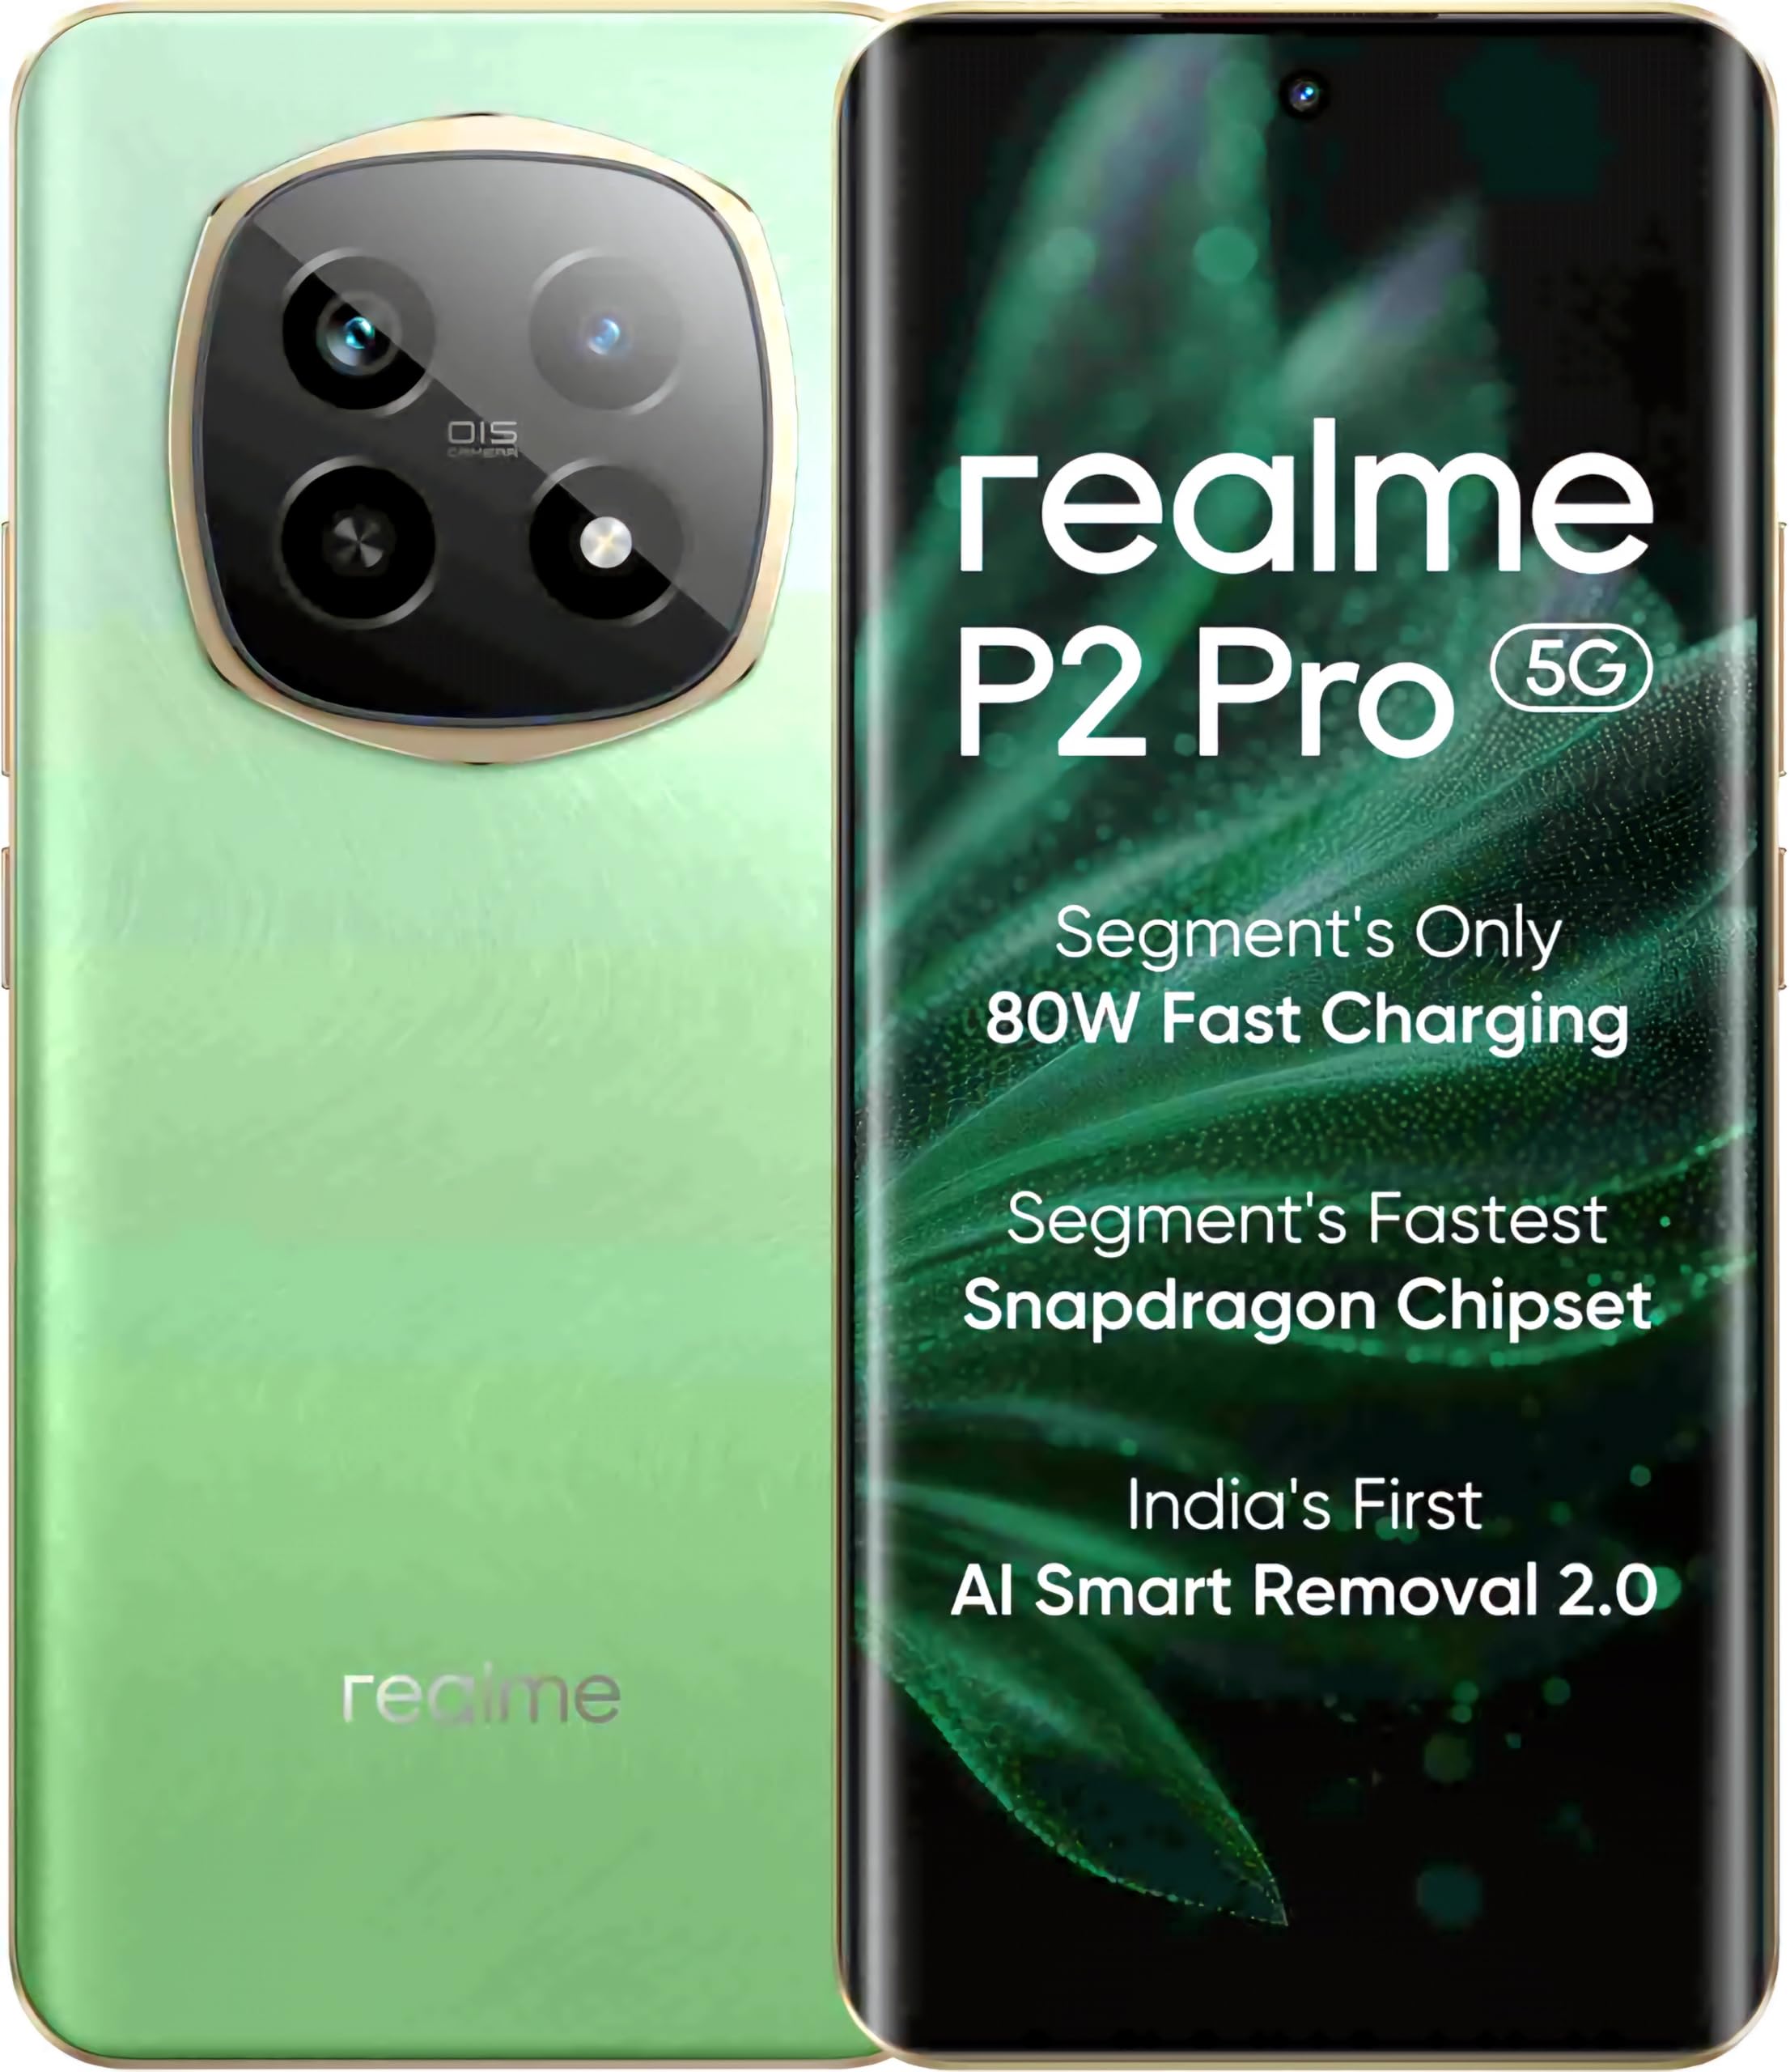 OIS
CAMERA
realme
realme
P2 Pro 5G
Segment's Only
80W Fast Charging
Segment's Fastest
Snapdragon Chipset
India's First
AI Smart Removal 2.0